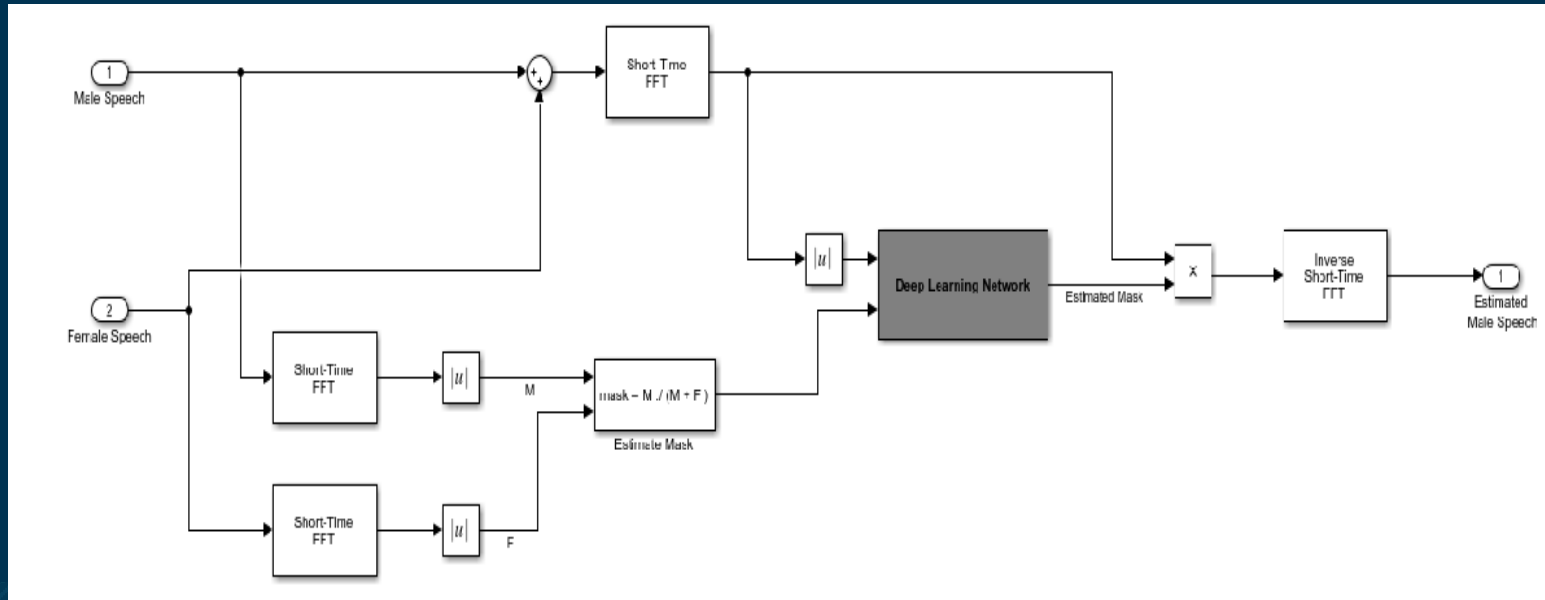 1
Male Speech
+
+
Short Time
FFT
|u|
Deep Learning Network
Estimated Mask
X
Inverse
Short-Time
FFT
1
Estimated
Male Speech
2
Female Speech
Short-Time
FFT
|u|
M
mask = M ./ (M + F )
Estimate Mask
Short-Time
FFT
|u|
F